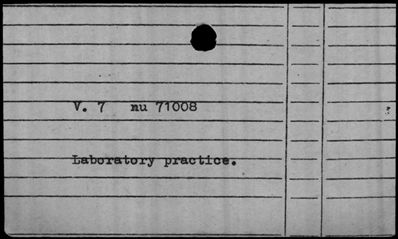 V. 7 nu 71008
Laboratory practice.